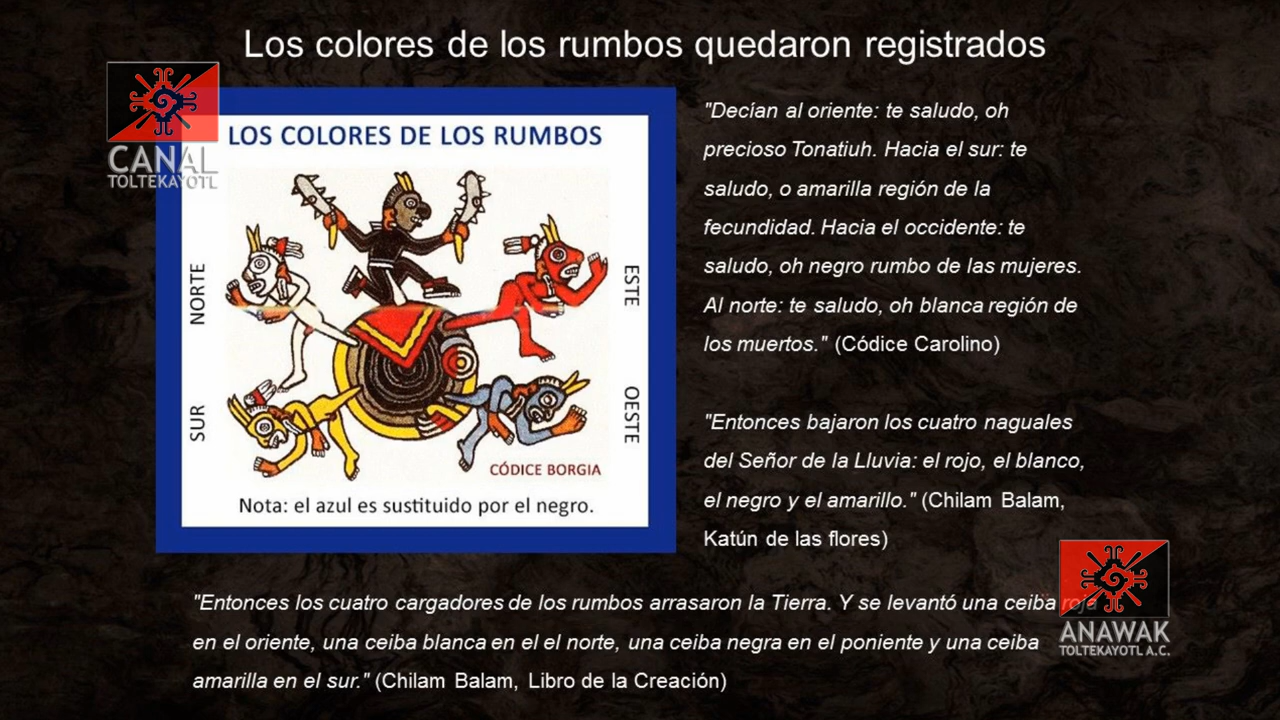 Los colores de los rumbos quedaron registrados
CANAL
TOLTEKAYOTL
LOS COLORES DE LOS RUMBOS
NORTE
ESTE
SUR
OESTE
CÓDICE BORGIA
Nota: el azul es sustituido por el negro.
"Decían al oriente: te saludo, oh
precioso Tonatiuh. Hacia el sur: te
saludo, o amarilla región de la
fecundidad. Hacia el occidente: te
saludo, oh negro rumbo de las mujeres.
Al norte: te saludo, oh blanca región de
los muertos." (Códice Carolino)
"Entonces bajaron los cuatro naguales
del Señor de la Lluvia: el rojo, el blanco,
el negro y el amarillo." (Chilam Balam,
Katún de las flores)
"Entonces los cuatro cargadores de los rumbos arrasaron la Tierra. Y se levantó una ceiba roja
en el oriente, una ceiba blanca en el el norte, una ceiba negra en el poniente y una ceiba
amarilla en el sur." (Chilam Balam, Libro de la Creación)
ANAWAK
TOLTEKAYOTL A.C.